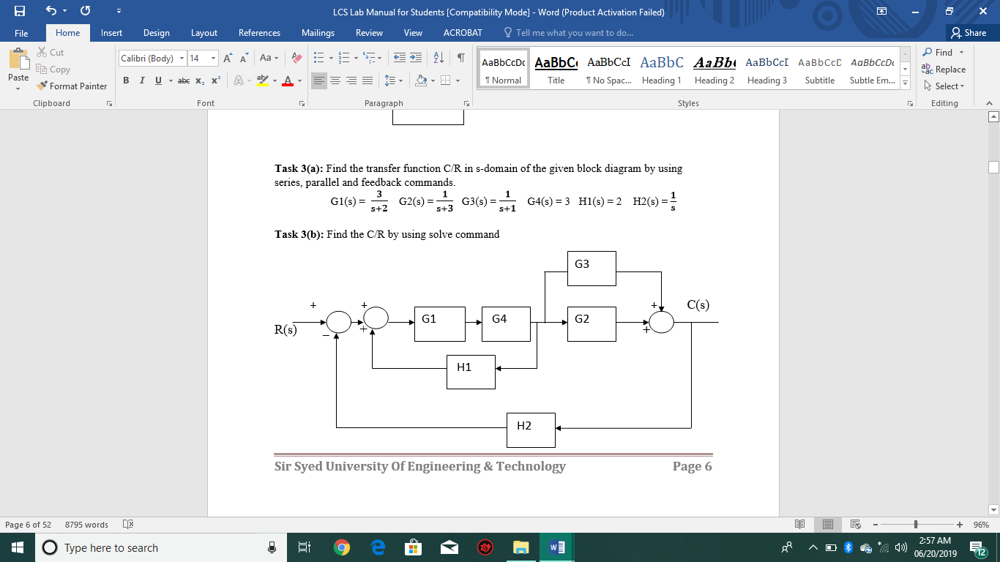 LCS Lab Manual for Students [Compatibility Mode] - Word (Product Activation Failed)
File Home Insert Design Layout References Mailings Review View ACROBAT Tell me what you want to do... Share
Paste
Cut
Copy
Format Painter
Clipboard
Calibri (Body) 14 A A Aa
B I U abc x₂ x² A ab A
Font
Paragraph
AaBbCcDc AaBbCc AaBbCcI AaBbC AaBbC AaBbCcI AaBbCcD AaBbCcDc
¶ Normal Title ¶ No Spac... Heading 1 Heading 2 Heading 3 Subtitle Subtle Em...
Styles
Find
Replace
Select
Editing
Task 3(a): Find the transfer function C/R in s-domain of the given block diagram by using
series, parallel and feedback commands.
G1(s) = 3/s+2 G2(s) = 1/s+3 G3(s) = 1/s+1 G4(s) = 3 H1(s) = 2 H2(s) = 1/s
Task 3(b): Find the C/R by using solve command
G3
+ + + C(s)
R(s) G1 G4 G2
− + +
H1
H2
Sir Syed University Of Engineering & Technology Page 6
Page 6 of 52 8795 words 96%
Type here to search
2:57 AM
06/20/2019
12